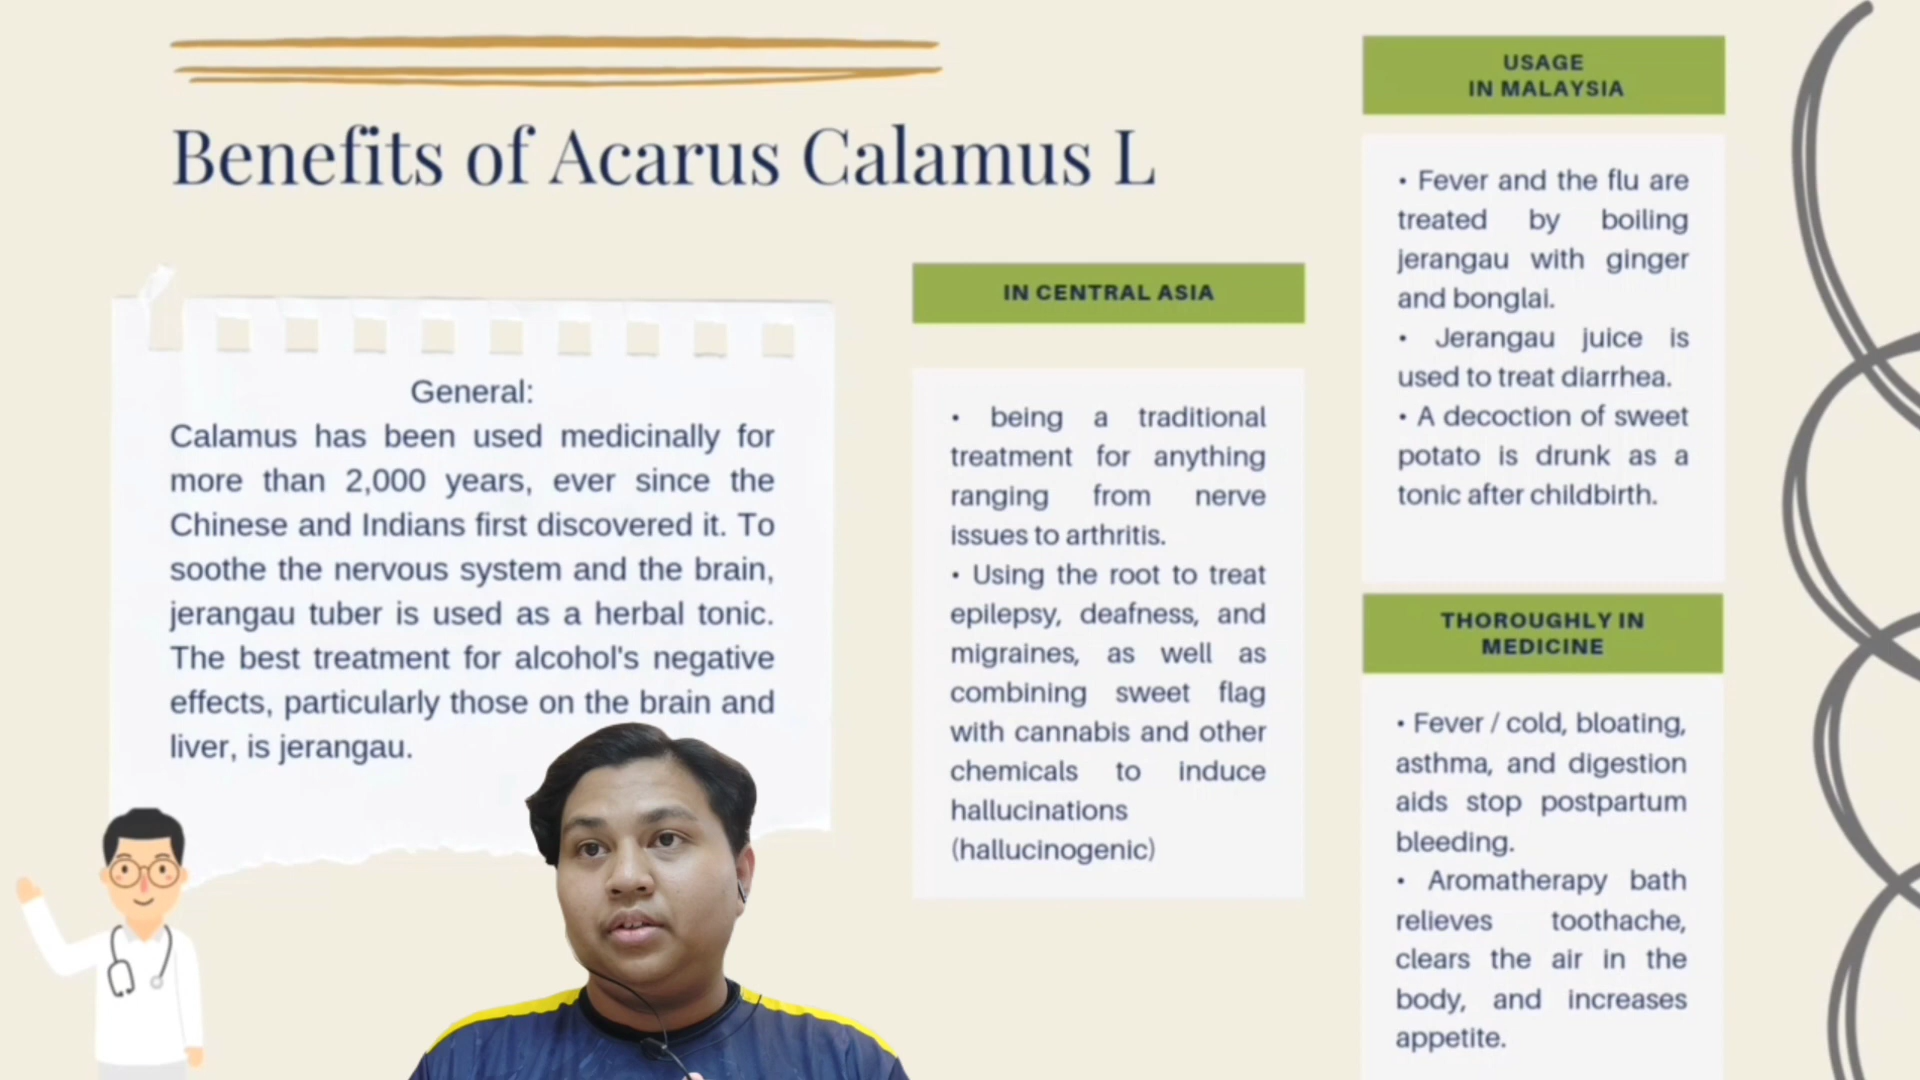 Benefits of Acarus Calamus L
General:
Calamus has been used medicinally for
more than 2,000 years, ever since the
Chinese and Indians first discovered it. To
soothe the nervous system and the brain,
jerangau tuber is used as a herbal tonic.
The best treatment for alcohol's negative
effects, particularly those on the brain and
liver, is jerangau.
IN CENTRAL ASIA
• being a traditional
treatment for anything
ranging from nerve
issues to arthritis.
• Using the root to treat
epilepsy, deafness, and
migraines, as well as
combining sweet flag
with cannabis and other
chemicals to induce
hallucinations
(hallucinogenic)
USAGE
IN MALAYSIA
• Fever and the flu are
treated by boiling
jerangau with ginger
and bonglai.
• Jerangau juice is
used to treat diarrhea.
• A decoction of sweet
potato is drunk as a
tonic after childbirth.
THOROUGHLY IN
MEDICINE
• Fever / cold, bloating,
asthma, and digestion
aids stop postpartum
bleeding.
• Aromatherapy bath
relieves toothache,
clears the air in the
body, and increases
appetite.